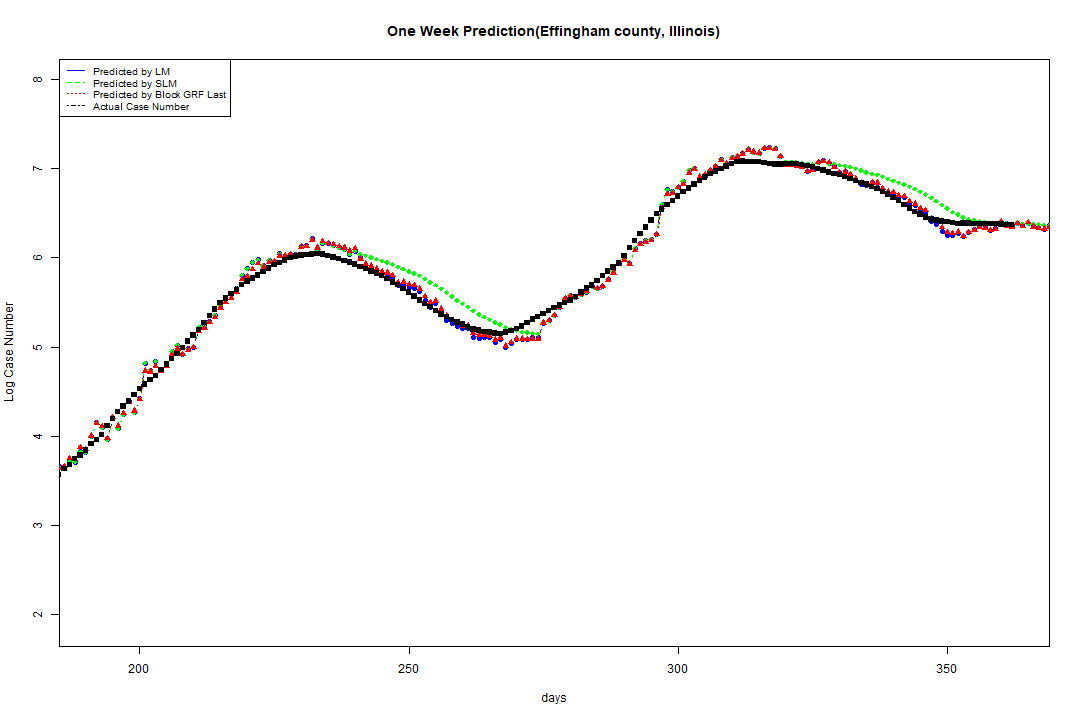 One Week Prediction(Effingham county, Illinois)
Predicted by LM
Predicted by SLM
Predicted by Block GRF Last
Actual Case Number
Log Case Number
8
7
6
5
4
3
2
200
250
300
350
days